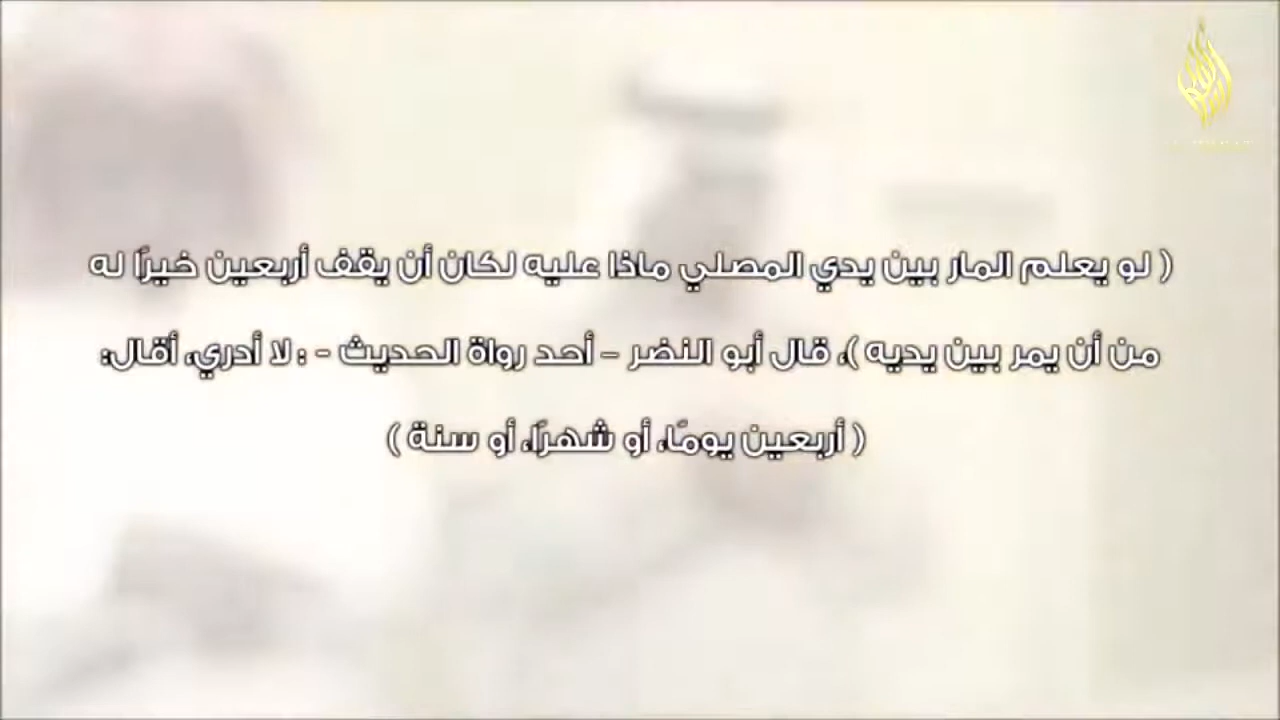 ( لو يعلم المار بين يدي المصلي ماذا عليه لكان أن يقف أربعين خيرًا له
من أن يمر بين يديه )، قال أبو النضر – أحد رواة الحديث - : لا أدري، أقال:
( أربعين يومًا، أو شهرًا، أو سنة )